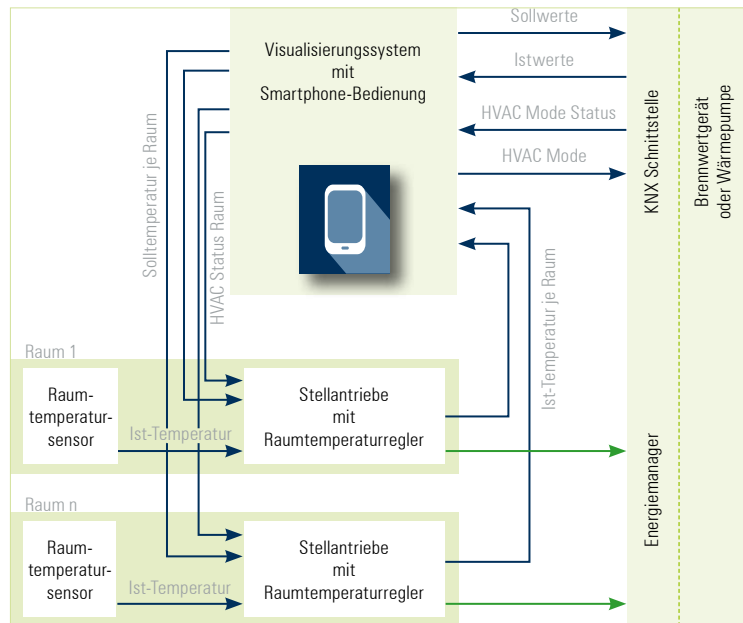 Visualisierungssystem
mit
Smartphone-Bedienung
Sollwerte
Istwerte
HVAC Mode Status
HVAC Mode
KNX Schnittstelle
Brennwertgerät
oder Wärmepumpe
Solltemperatur je Raum
HVAC Status Raum
Ist-Temperatur je Raum
Raum 1
Raum-
temperatur-
sensor
Ist-Temperatur
Stellantriebe
mit
Raumtemperaturregler
Energiemanager
Raum n
Raum-
temperatur-
sensor
Ist-Temperatur
Stellantriebe
mit
Raumtemperaturregler